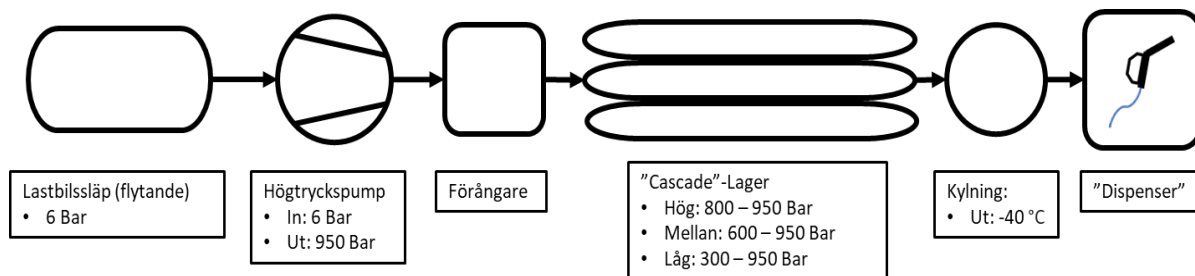 Lastbilssläp (flytande)
• 6 Bar
Högtryckspump
• In: 6 Bar
• Ut: 950 Bar
Förångare
”Cascade”-Lager
• Hög: 800 – 950 Bar
• Mellan: 600 – 950 Bar
• Låg: 300 – 950 Bar
Kylning:
• Ut: -40 °C
”Dispenser”